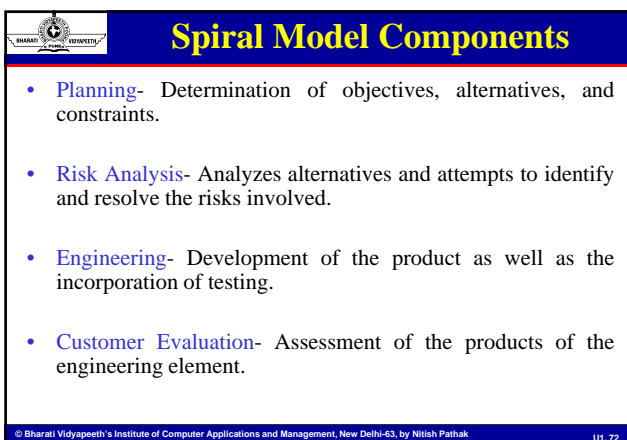 BHARATI VIDYAPEETH
PUNE
Spiral Model Components
• Planning- Determination of objectives, alternatives, and
constraints.
• Risk Analysis- Analyzes alternatives and attempts to identify
and resolve the risks involved.
• Engineering- Development of the product as well as the
incorporation of testing.
• Customer Evaluation- Assessment of the products of the
engineering element.
© Bharati Vidyapeeth's Institute of Computer Applications and Management, New Delhi-63, by Nitish Pathak
U1. 72